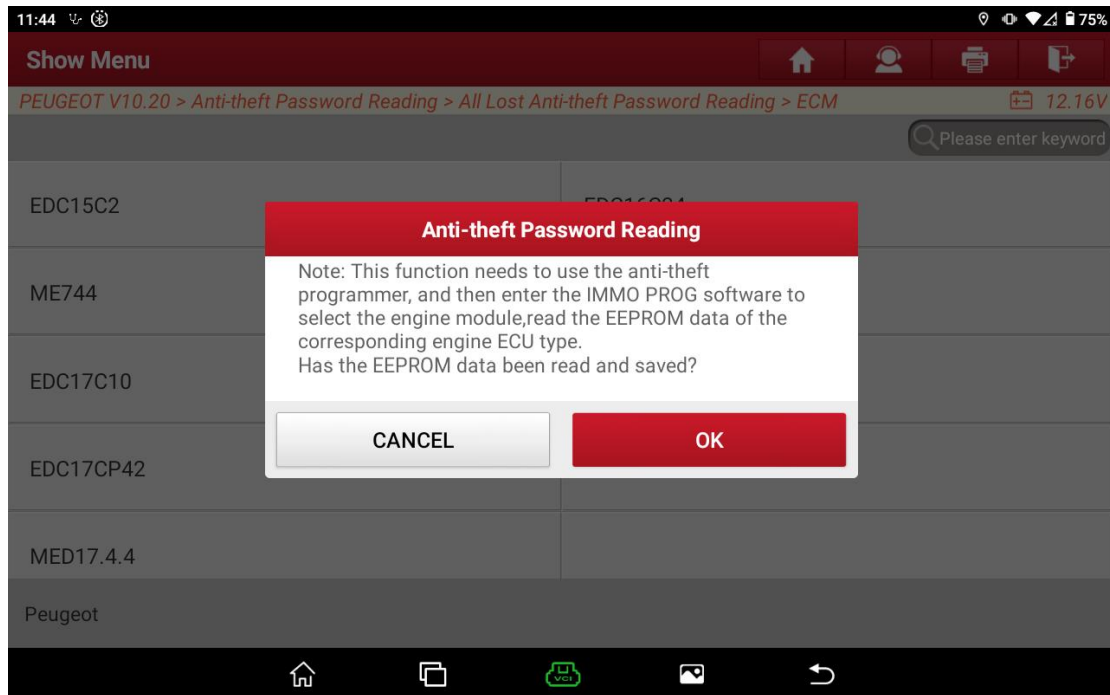 11:44
75%
Show Menu
PEUGEOT V10.20 > Anti-theft Password Reading > All Lost Anti-theft Password Reading > ECM
12.16V
Please enter keyword
EDC15C2
ME744
EDC17C10
EDC17CP42
MED17.4.4
Anti-theft Password Reading
Note: This function needs to use the anti-theft
programmer, and then enter the IMMO PROG software to
select the engine module,read the EEPROM data of the
corresponding engine ECU type.
Has the EEPROM data been read and saved?
CANCEL
OK
Peugeot
VCI